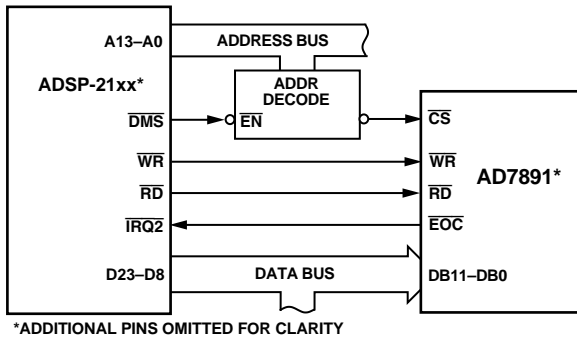 A13–A0
ADDRESS BUS
ADSP-21xx*
ADDR
DECODE
DMS
EN
CS
WR
WR
AD7891*
RD
RD
IRQ2
EOC
D23–D8
DATA BUS
DB11–DB0
*ADDITIONAL PINS OMITTED FOR CLARITY